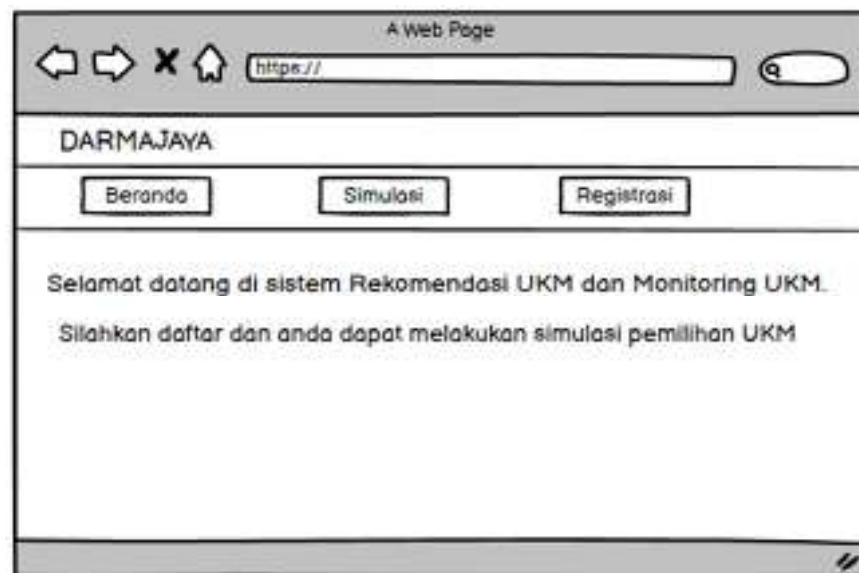 A Web Page
https://
DARMAJAYA
Beranda Simulasi Registrasi
Selamat datang di sistem Rekomendasi UKM dan Monitoring UKM.
Silahkan daftar dan anda dapat melakukan simulasi pemilihan UKM